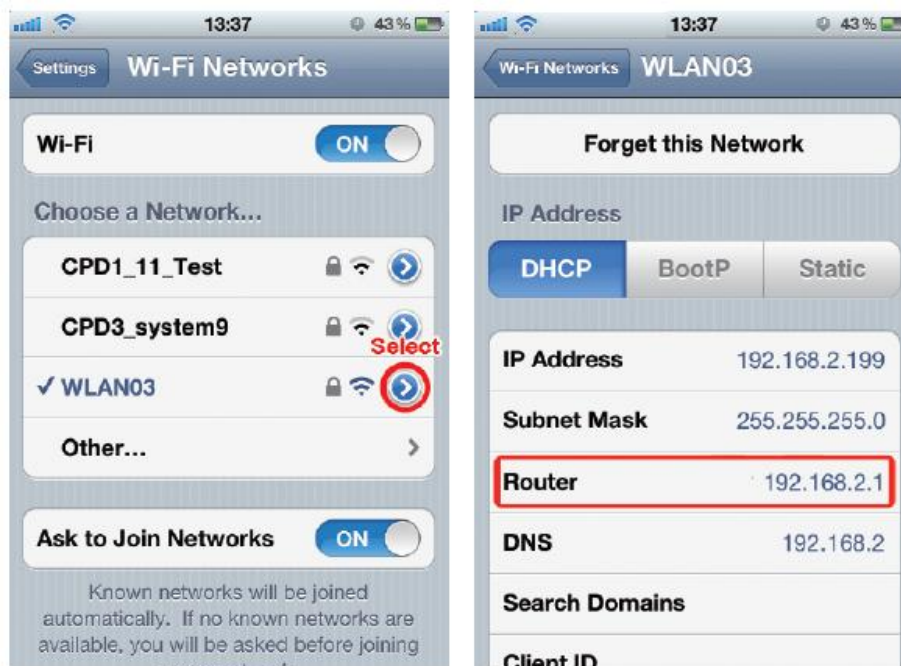 13:37
43%
Settings
Wi-Fi Networks
Wi-Fi
ON
Choose a Network...
CPD1_11_Test
CPD3_system9
Select
WLAN03
Other...
Ask to Join Networks
ON
Known networks will be joined
automatically. If no known networks are
available, you will be asked before joining
13:37
43%
Wi-Fi Networks
WLAN03
Forget this Network
IP Address
DHCP
BootP
Static
IP Address 192.168.2.199
Subnet Mask 255.255.255.0
Router 192.168.2.1
DNS 192.168.2
Search Domains
Client ID